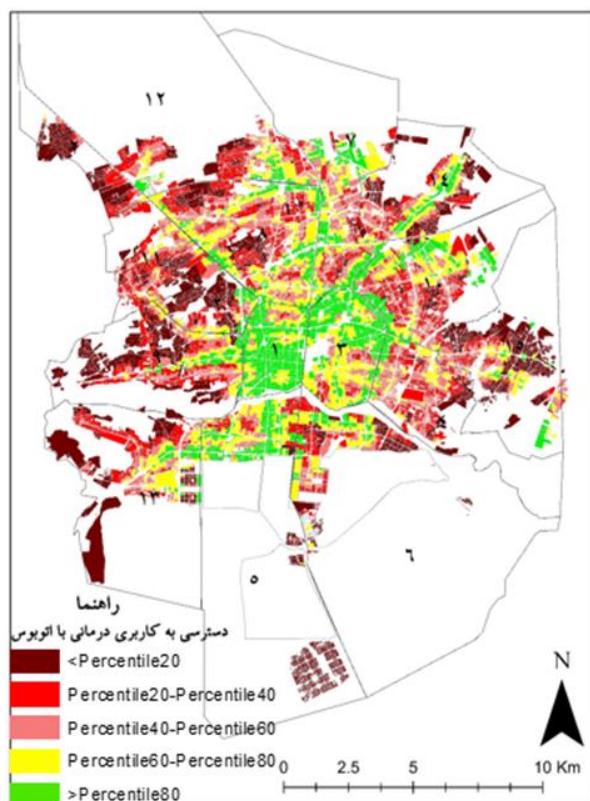 ۱۲
۷
۴
۱
۳
۱۳
۶
۵
راهنما
دسترسی به کاربری درمانی با اتوبوس
<Percentile20
Percentile20-Percentile40
Percentile40-Percentile60
Percentile60-Percentile80
>Percentile80
N
0 2.5 5 10 Km